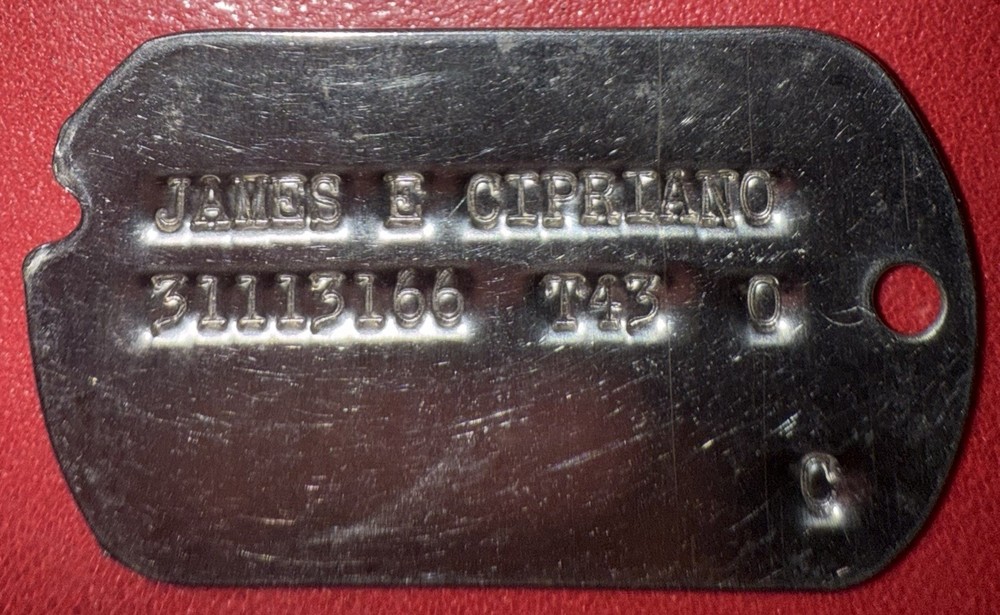 JAMES E CIPRIANO
31113166 T43 O
C